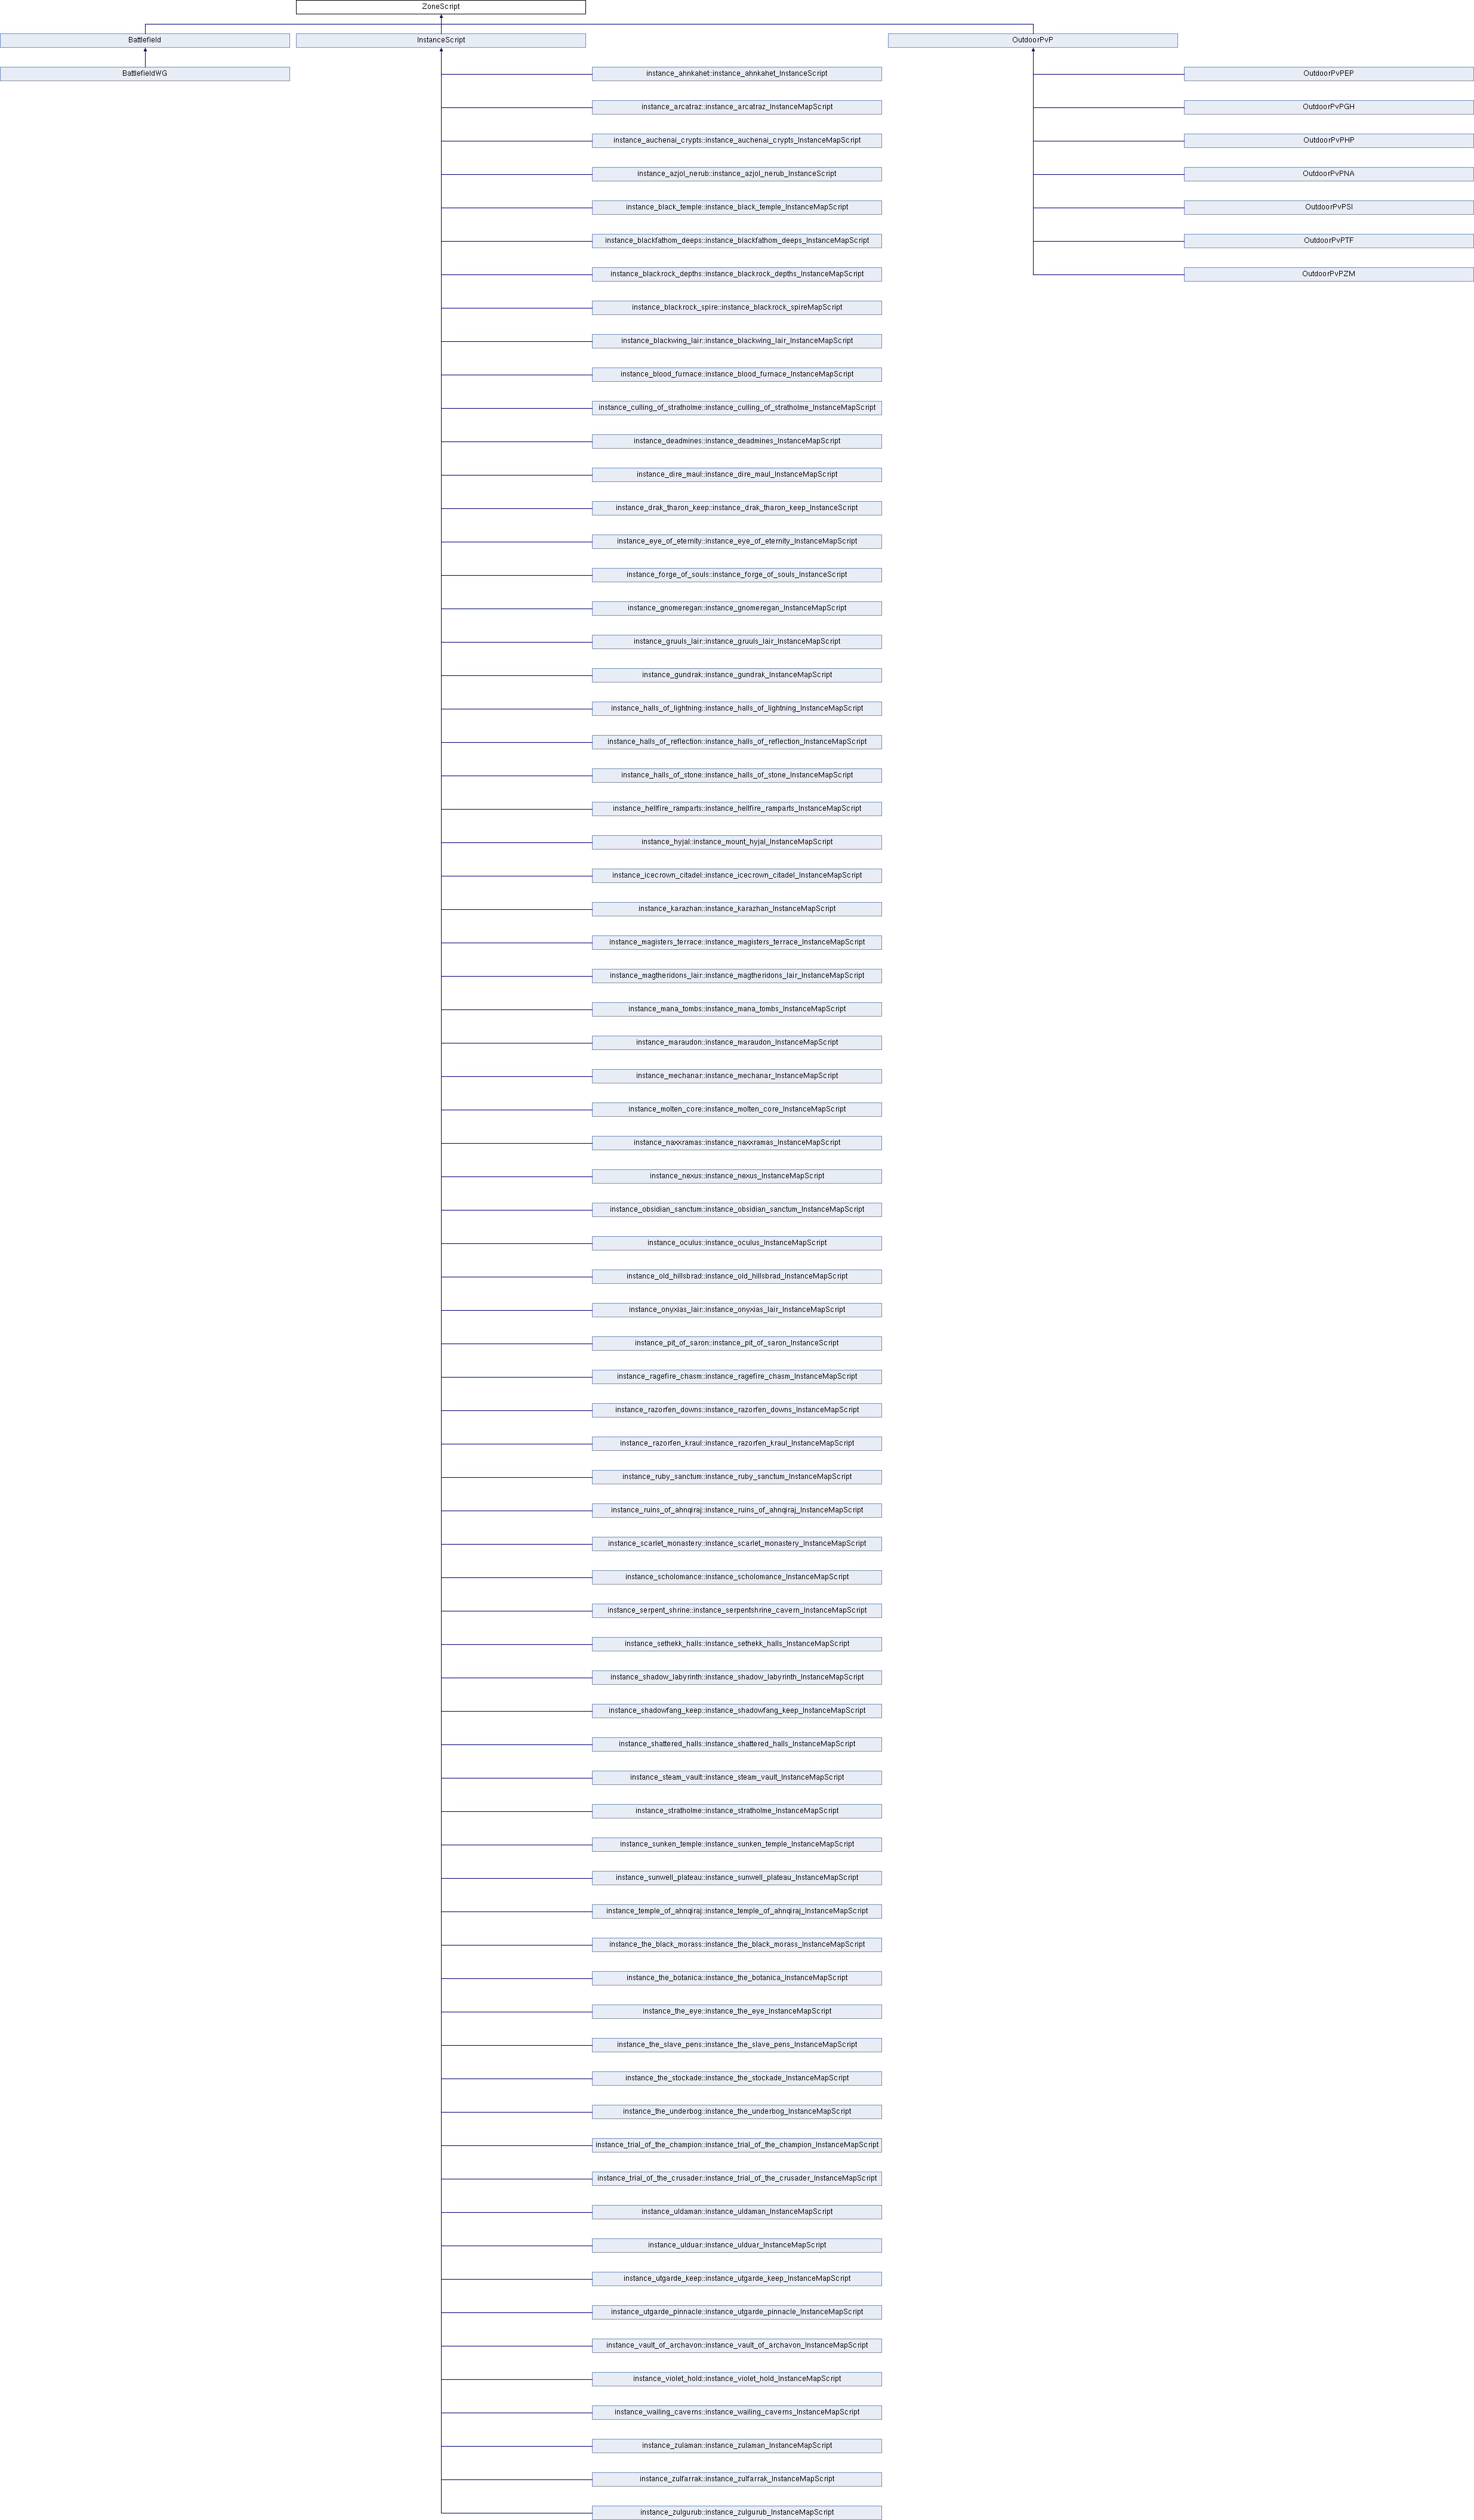 ZoneScript
Battlefield
InstanceScript
OutdoorPvP
BattlefieldWG
instance_ahnkahet::instance_ahnkahet_InstanceScript
OutdoorPvPEP
instance_arcatraz::instance_arcatraz_InstanceMapScript
OutdoorPvPGH
instance_auchenai_crypts::instance_auchenai_crypts_InstanceMapScript
OutdoorPvPHP
instance_azjol_nerub::instance_azjol_nerub_InstanceScript
OutdoorPvPNA
instance_black_temple::instance_black_temple_InstanceMapScript
OutdoorPvPSI
instance_blackfathom_deeps::instance_blackfathom_deeps_InstanceMapScript
OutdoorPvPTF
instance_blackrock_depths::instance_blackrock_depths_InstanceMapScript
OutdoorPvPZM
instance_blackrock_spire::instance_blackrock_spireMapScript
instance_blackwing_lair::instance_blackwing_lair_InstanceMapScript
instance_blood_furnace::instance_blood_furnace_InstanceMapScript
instance_culling_of_stratholme::instance_culling_of_stratholme_InstanceMapScript
instance_deadmines::instance_deadmines_InstanceMapScript
instance_dire_maul::instance_dire_maul_InstanceMapScript
instance_drak_tharon_keep::instance_drak_tharon_keep_InstanceScript
instance_eye_of_eternity::instance_eye_of_eternity_InstanceMapScript
instance_forge_of_souls::instance_forge_of_souls_InstanceScript
instance_gnomeregan::instance_gnomeregan_InstanceMapScript
instance_gruuls_lair::instance_gruuls_lair_InstanceMapScript
instance_gundrak::instance_gundrak_InstanceMapScript
instance_halls_of_lightning::instance_halls_of_lightning_InstanceMapScript
instance_halls_of_reflection::instance_halls_of_reflection_InstanceMapScript
instance_halls_of_stone::instance_halls_of_stone_InstanceMapScript
instance_hellfire_ramparts::instance_hellfire_ramparts_InstanceMapScript
instance_hyjal::instance_mount_hyjal_InstanceMapScript
instance_icecrown_citadel::instance_icecrown_citadel_InstanceMapScript
instance_karazhan::instance_karazhan_InstanceMapScript
instance_magisters_terrace::instance_magisters_terrace_InstanceMapScript
instance_magtheridons_lair::instance_magtheridons_lair_InstanceMapScript
instance_mana_tombs::instance_mana_tombs_InstanceMapScript
instance_maraudon::instance_maraudon_InstanceMapScript
instance_mechanar::instance_mechanar_InstanceMapScript
instance_molten_core::instance_molten_core_InstanceMapScript
instance_naxxramas::instance_naxxramas_InstanceMapScript
instance_nexus::instance_nexus_InstanceMapScript
instance_obsidian_sanctum::instance_obsidian_sanctum_InstanceMapScript
instance_oculus::instance_oculus_InstanceMapScript
instance_old_hillsbrad::instance_old_hillsbrad_InstanceMapScript
instance_onyxias_lair::instance_onyxias_lair_InstanceMapScript
instance_pit_of_saron::instance_pit_of_saron_InstanceScript
instance_ragefire_chasm::instance_ragefire_chasm_InstanceMapScript
instance_razorfen_downs::instance_razorfen_downs_InstanceMapScript
instance_razorfen_kraul::instance_razorfen_kraul_InstanceMapScript
instance_ruby_sanctum::instance_ruby_sanctum_InstanceMapScript
instance_ruins_of_ahnqiraj::instance_ruins_of_ahnqiraj_InstanceMapScript
instance_scarlet_monastery::instance_scarlet_monastery_InstanceMapScript
instance_scholomance::instance_scholomance_InstanceMapScript
instance_serpent_shrine::instance_serpentshrine_cavern_InstanceMapScript
instance_sethekk_halls::instance_sethekk_halls_InstanceMapScript
instance_shadow_labyrinth::instance_shadow_labyrinth_InstanceMapScript
instance_shadowfang_keep::instance_shadowfang_keep_InstanceMapScript
instance_shattered_halls::instance_shattered_halls_InstanceMapScript
instance_steam_vault::instance_steam_vault_InstanceMapScript
instance_stratholme::instance_stratholme_InstanceMapScript
instance_sunken_temple::instance_sunken_temple_InstanceMapScript
instance_sunwell_plateau::instance_sunwell_plateau_InstanceMapScript
instance_temple_of_ahnqiraj::instance_temple_of_ahnqiraj_InstanceMapScript
instance_the_black_morass::instance_the_black_morass_InstanceMapScript
instance_the_botanica::instance_the_botanica_InstanceMapScript
instance_the_eye::instance_the_eye_InstanceMapScript
instance_the_slave_pens::instance_the_slave_pens_InstanceMapScript
instance_the_stockade::instance_the_stockade_InstanceMapScript
instance_the_underbog::instance_the_underbog_InstanceMapScript
instance_trial_of_the_champion::instance_trial_of_the_champion_InstanceMapScript
instance_trial_of_the_crusader::instance_trial_of_the_crusader_InstanceMapScript
instance_uldaman::instance_uldaman_InstanceMapScript
instance_ulduar::instance_ulduar_InstanceMapScript
instance_utgarde_keep::instance_utgarde_keep_InstanceMapScript
instance_utgarde_pinnacle::instance_utgarde_pinnacle_InstanceMapScript
instance_vault_of_archavon::instance_vault_of_archavon_InstanceMapScript
instance_violet_hold::instance_violet_hold_InstanceMapScript
instance_wailing_caverns::instance_wailing_caverns_InstanceMapScript
instance_zulaman::instance_zulaman_InstanceMapScript
instance_zulfarrak::instance_zulfarrak_InstanceMapScript
instance_zulgurub::instance_zulgurub_InstanceMapScript